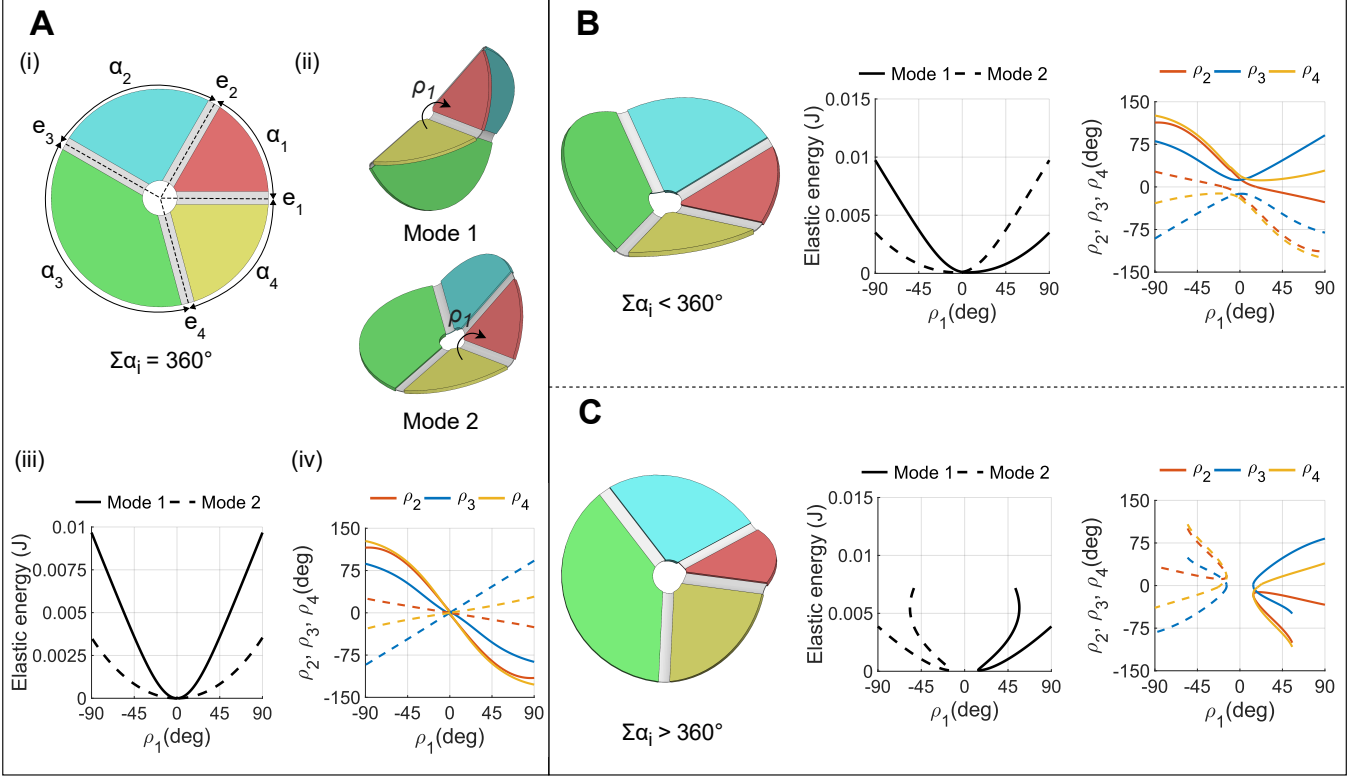 A
(i)
α1
α2
α3
α4
e1
e2
e3
e4
Σαi = 360°
(ii)
ρ1
Mode 1
ρ1
Mode 2
(iii)
Mode 1 Mode 2
Elastic energy (J)
0.01
0.0075
0.005
0.0025
0
-90 -45 0 45 90
ρ1(deg)
(iv)
ρ2 ρ3 ρ4
ρ2, ρ3, ρ4(deg)
150
75
0
-75
-150
-90 -45 0 45 90
ρ1(deg)
B
Σαi < 360°
Mode 1 Mode 2
Elastic energy (J)
0.015
0.01
0.005
0
-90 -45 0 45 90
ρ1(deg)
ρ2 ρ3 ρ4
ρ2, ρ3, ρ4(deg)
150
75
0
-75
-150
-90 -45 0 45 90
ρ1(deg)
C
Σαi > 360°
Mode 1 Mode 2
Elastic energy (J)
0.015
0.01
0.005
0
-90 -45 0 45 90
ρ1(deg)
ρ2 ρ3 ρ4
ρ2, ρ3, ρ4(deg)
150
75
0
-75
-150
-90 -45 0 45 90
ρ1(deg)